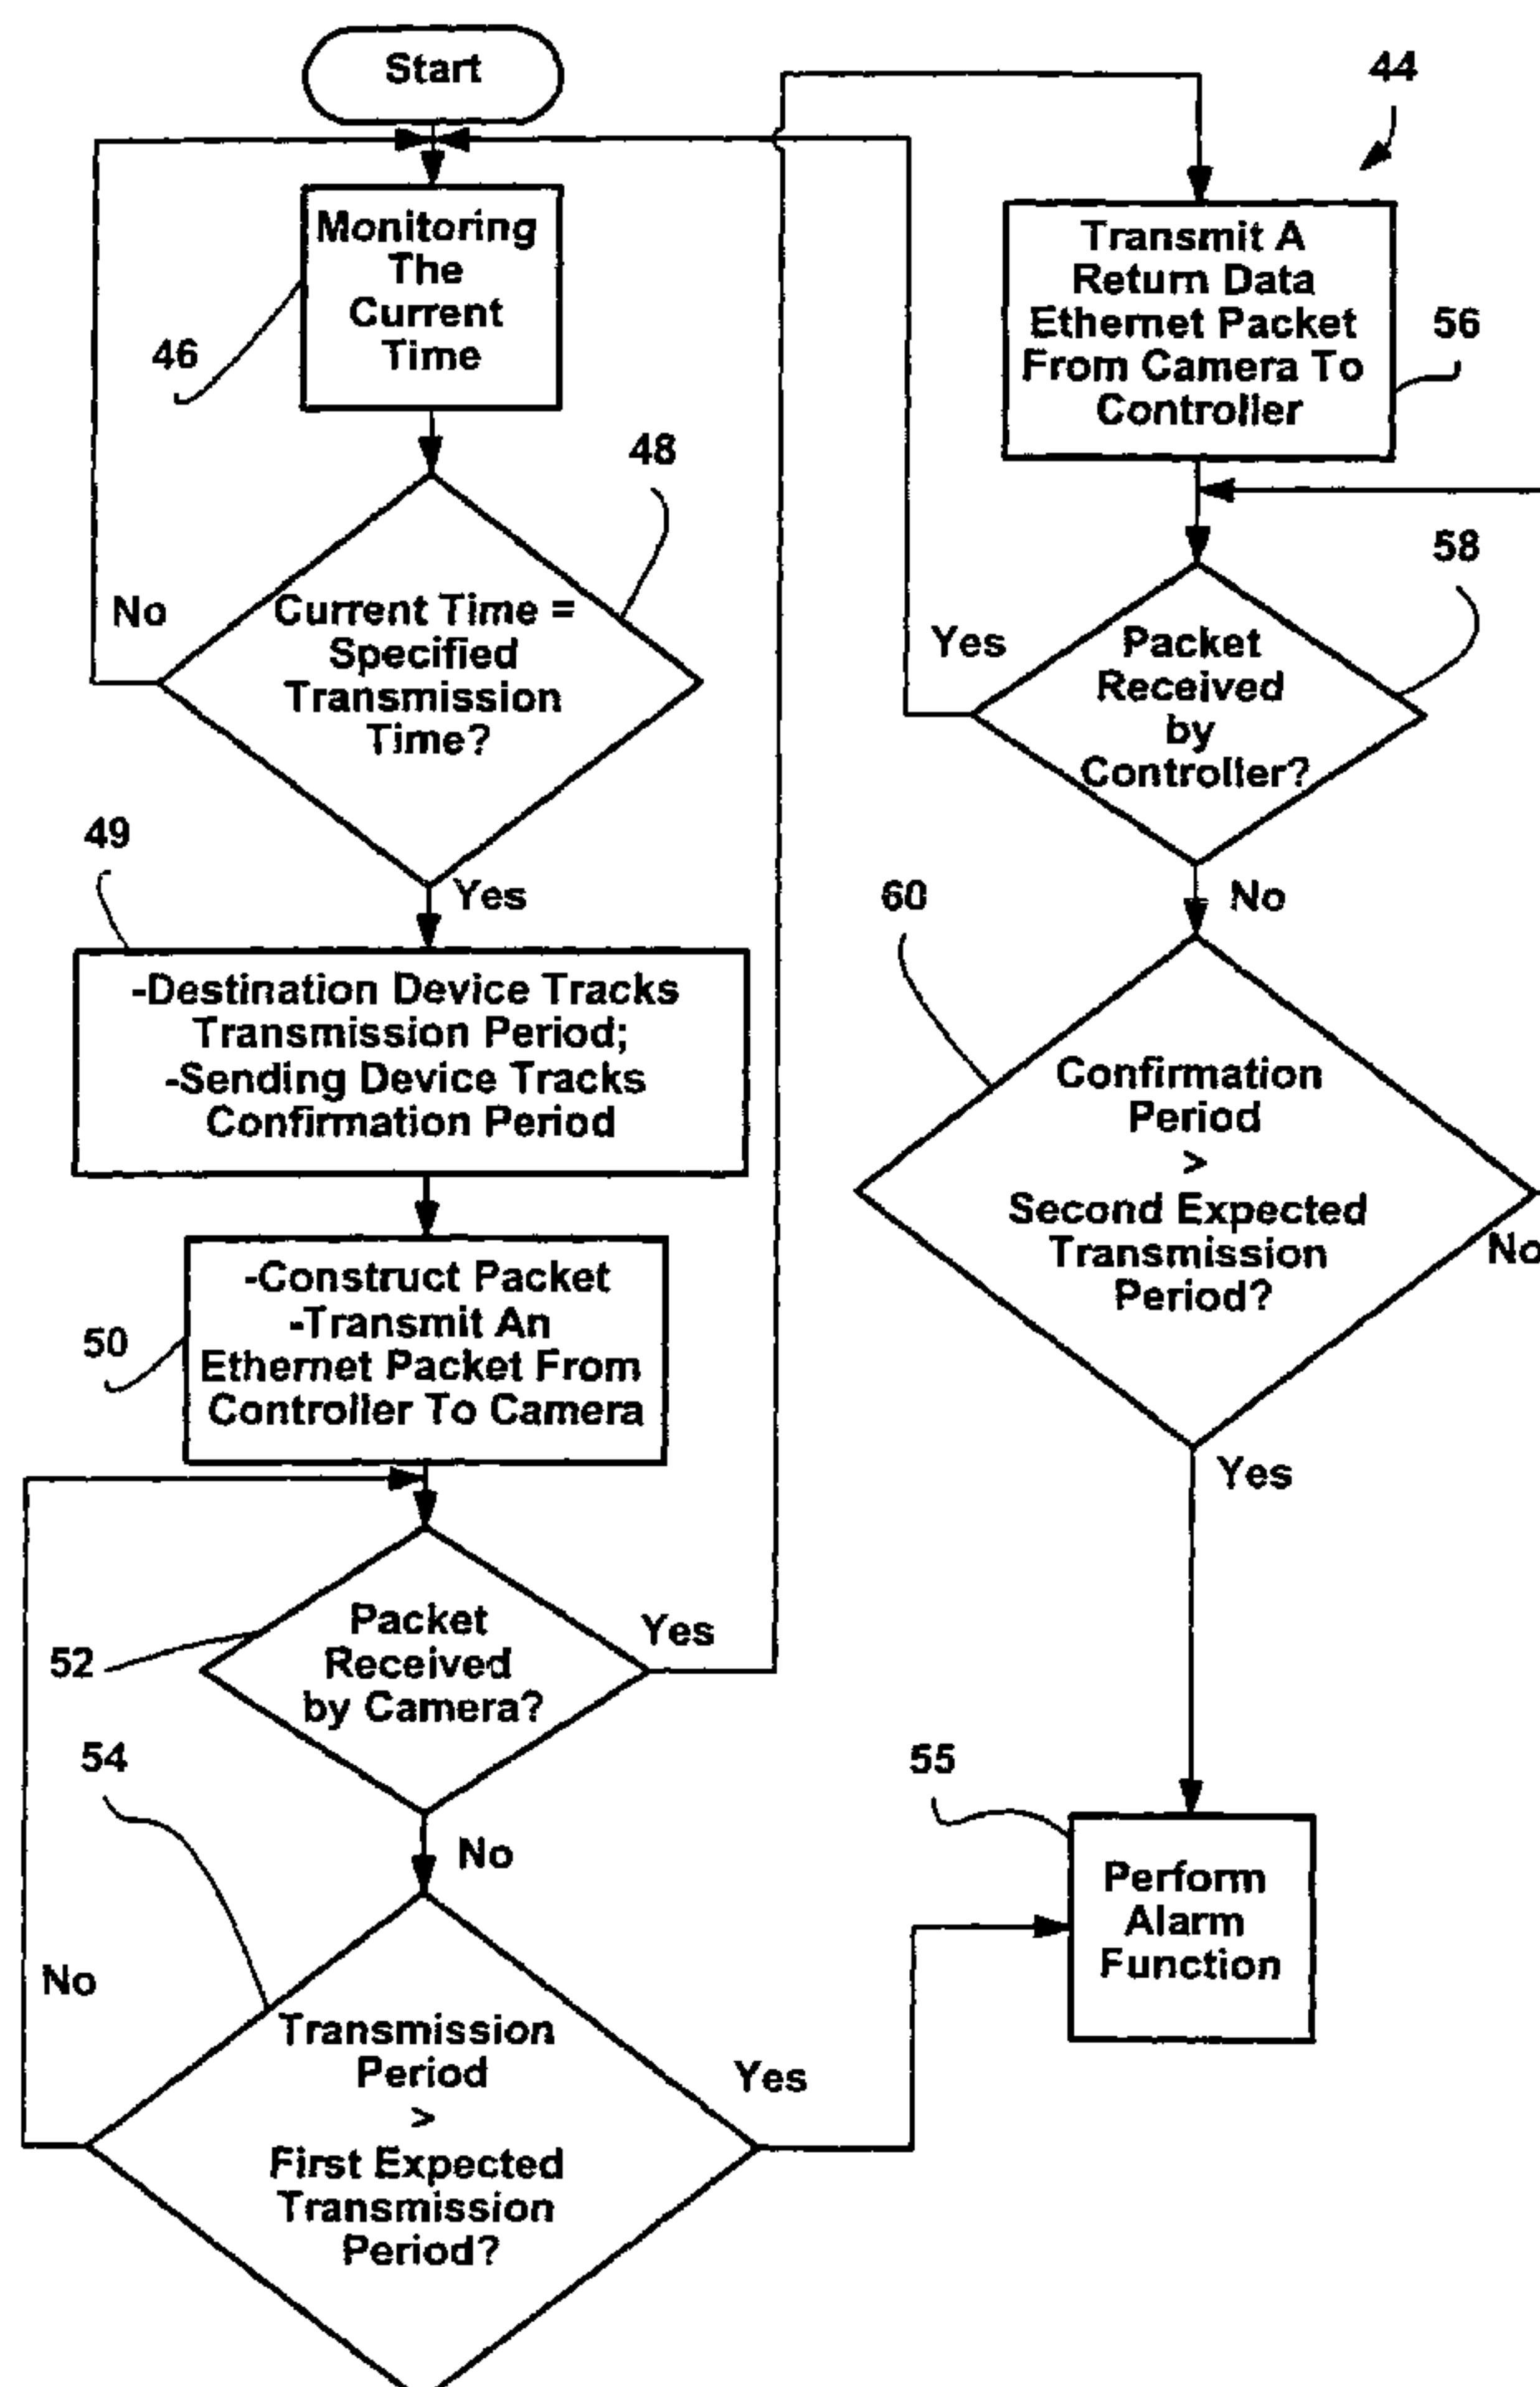 Start
Monitoring
The
Current
Time
46
48
No
Current Time =
Specified
Transmission
Time?
Yes
49
-Destination Device Tracks
Transmission Period;
-Sending Device Tracks
Confirmation Period
50
-Construct Packet
-Transmit An
Ethernet Packet From
Controller To Camera
52
Packet
Received
by Camera?
Yes
54
No
No
Transmission
Period
>
First Expected
Transmission
Period?
Yes
44
Transmit A
Return Data
Ethernet Packet
From Camera To
Controller
56
58
Yes
Packet
Received
by
Controller?
No
60
Confirmation
Period
>
Second Expected
Transmission
Period?
No
Yes
55
Perform
Alarm
Function